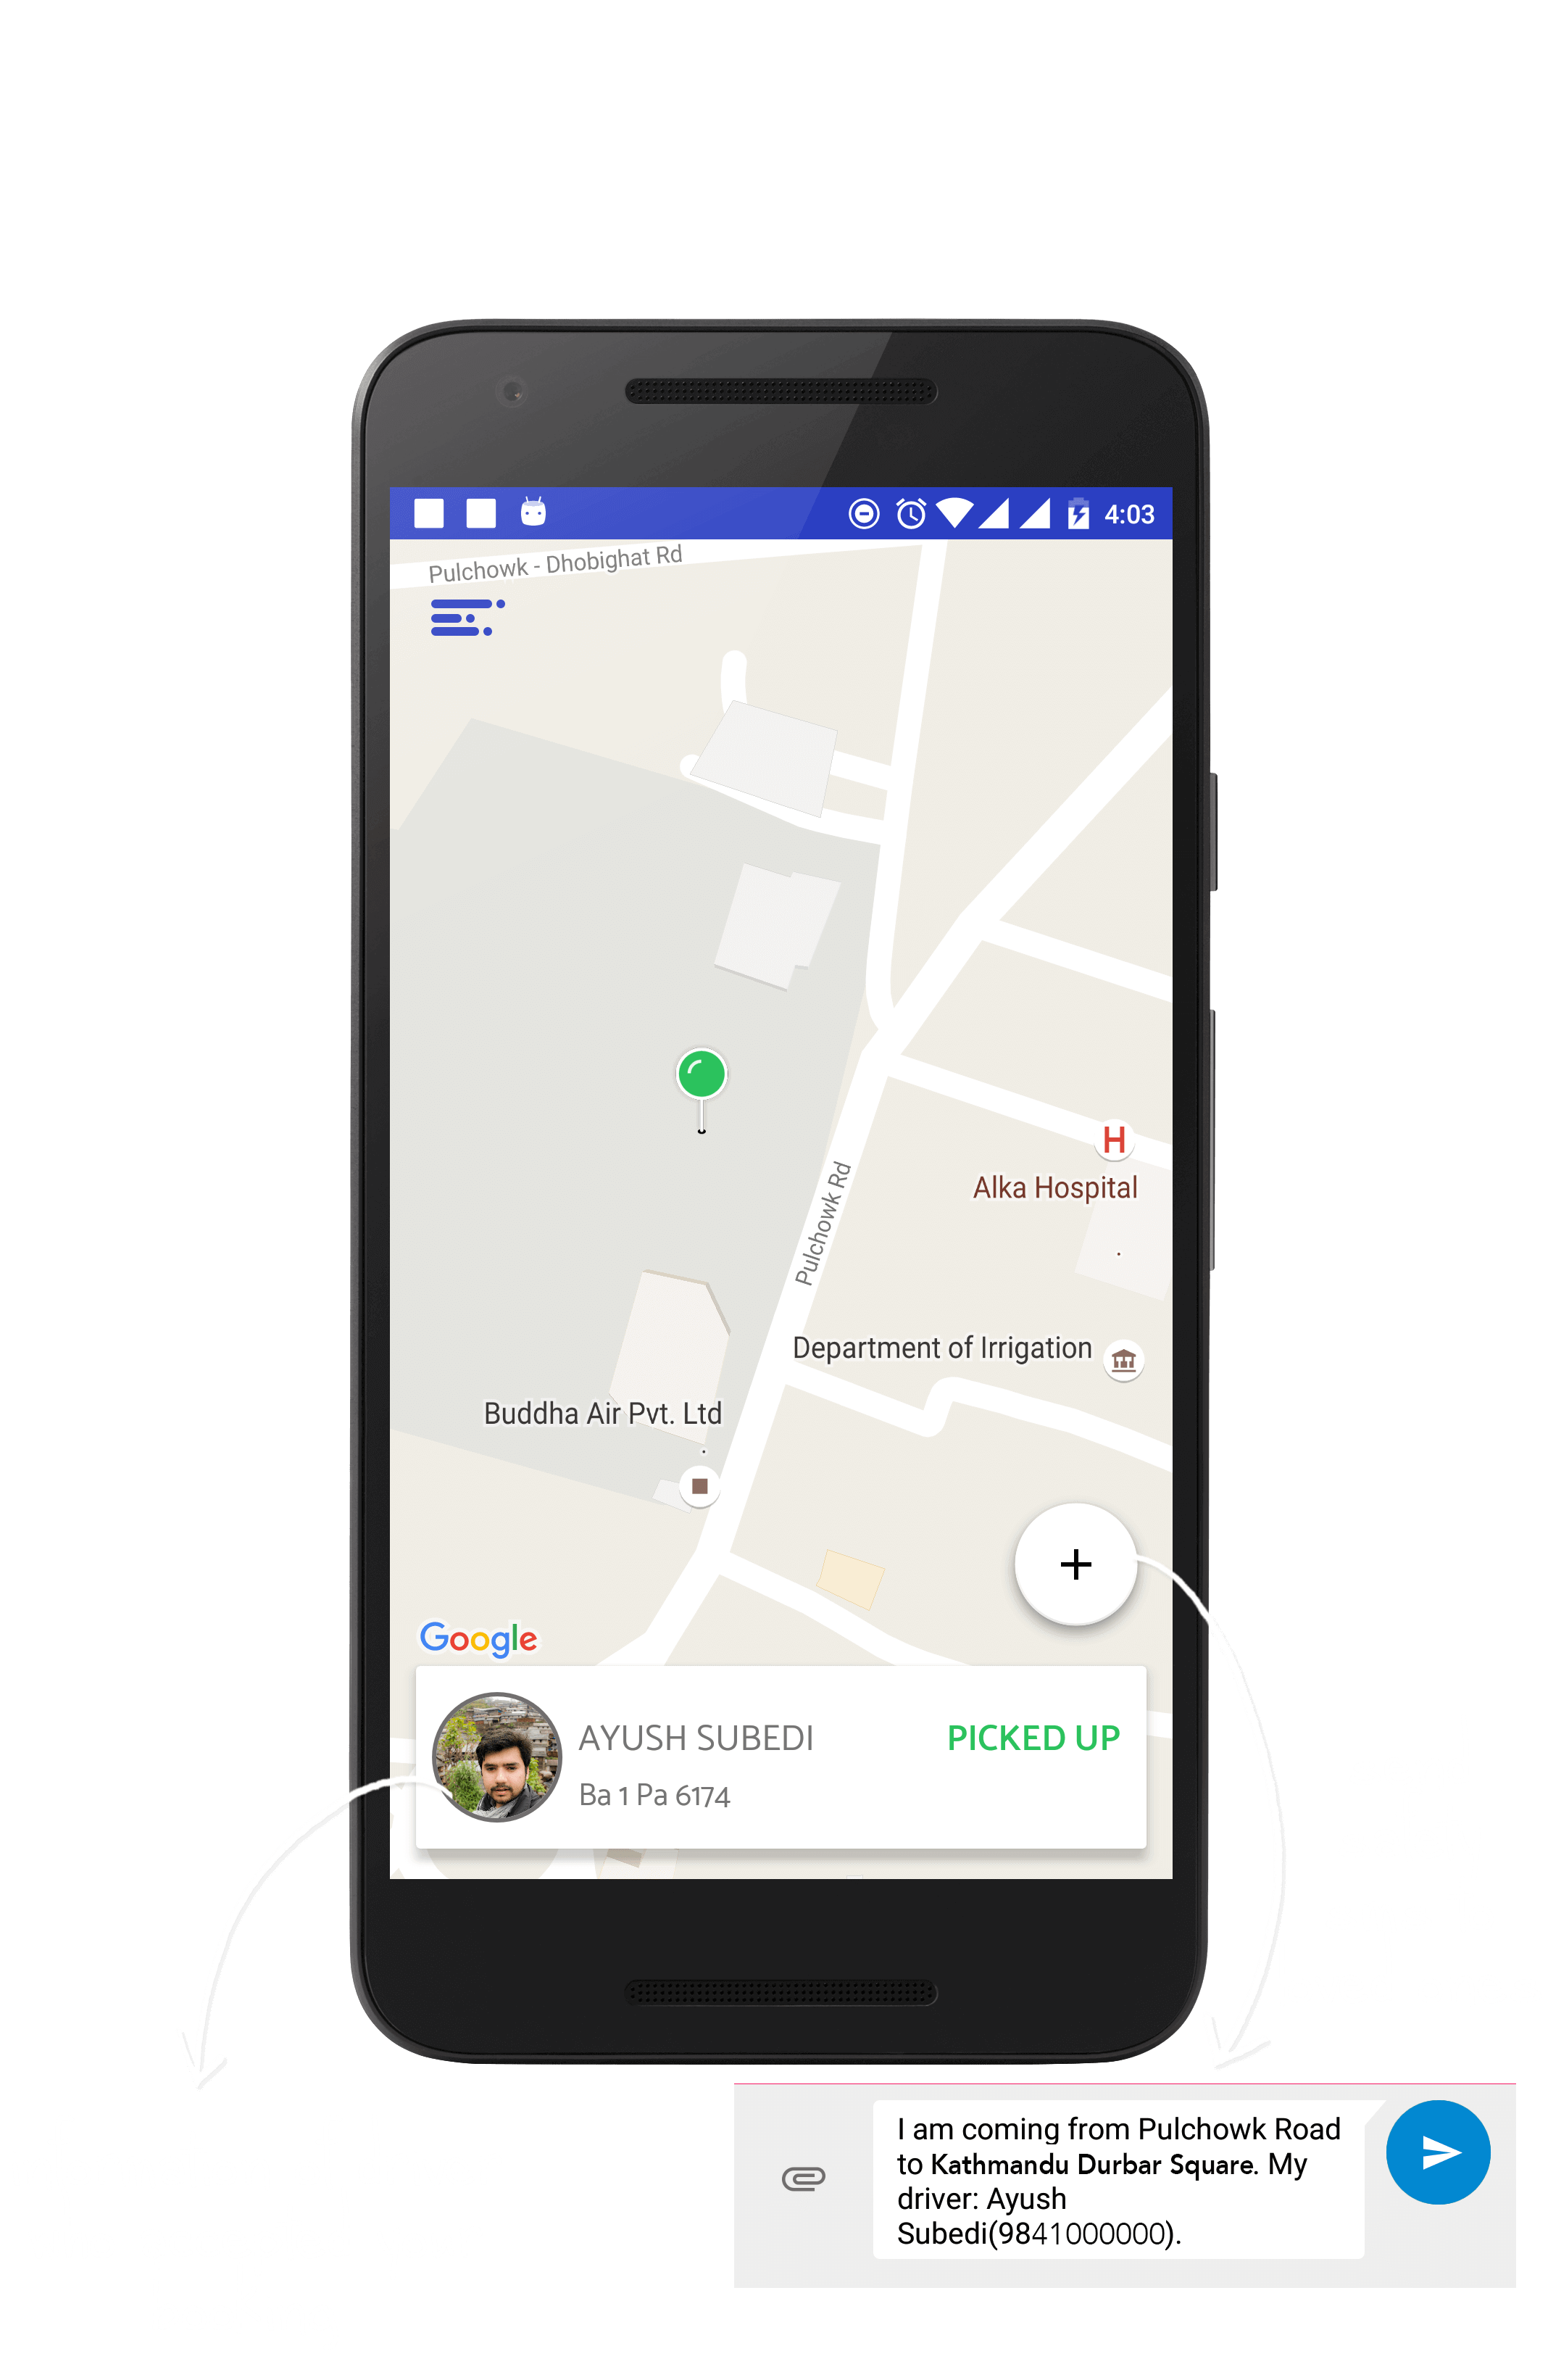 4:03
Pulchowk - Dhobighat Rd
Pulchowk Rd
H
Alka Hospital
Department of Irrigation
Buddha Air Pvt. Ltd
+
Google
AYUSH SUBEDI
PICKED UP
Ba 1 Pa 6174
I am coming from Pulchowk Road
to Kathmandu Durbar Square. My
driver: Ayush
Subedi(9841000000).